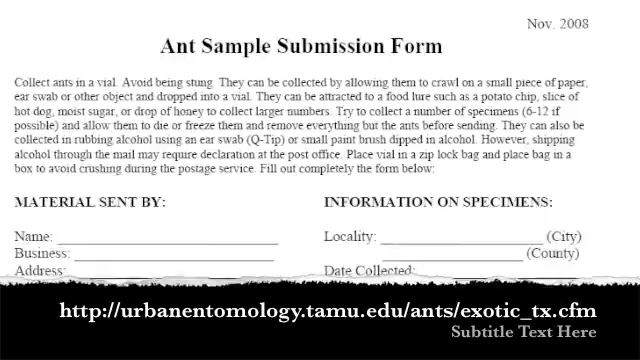 Nov. 2008
Ant Sample Submission Form
Collect ants in a vial. Avoid being stung. They can be collected by allowing them to crawl on a small piece of paper,
ear swab or other object and dropped into a vial. They can be attracted to a food lure such as a potato chip, slice of
hot dog, moist sugar, or drop of honey to collect larger numbers. Try to collect a number of specimens (6-12 if
possible) and allow them to die or freeze them and remove everything but the ants before sending. They can also be
collected in rubbing alcohol using an ear swab (Q-Tip) or small paint brush dipped in alcohol. However, shipping
alcohol through the mail may require declaration at the post office. Place vial in a zip lock bag and place bag in a
box to avoid crushing during the postage service. Fill out completely the form below:
MATERIAL SENT BY:
Name: ____________________________
Business: ____________________________
Address:
INFORMATION ON SPECIMENS:
Locality: ______________________ (City)
____________________ (County)
Date Collected:
http://urbanentomology.tamu.edu/ants/exotic_tx.cfm
Subtitle Text Here